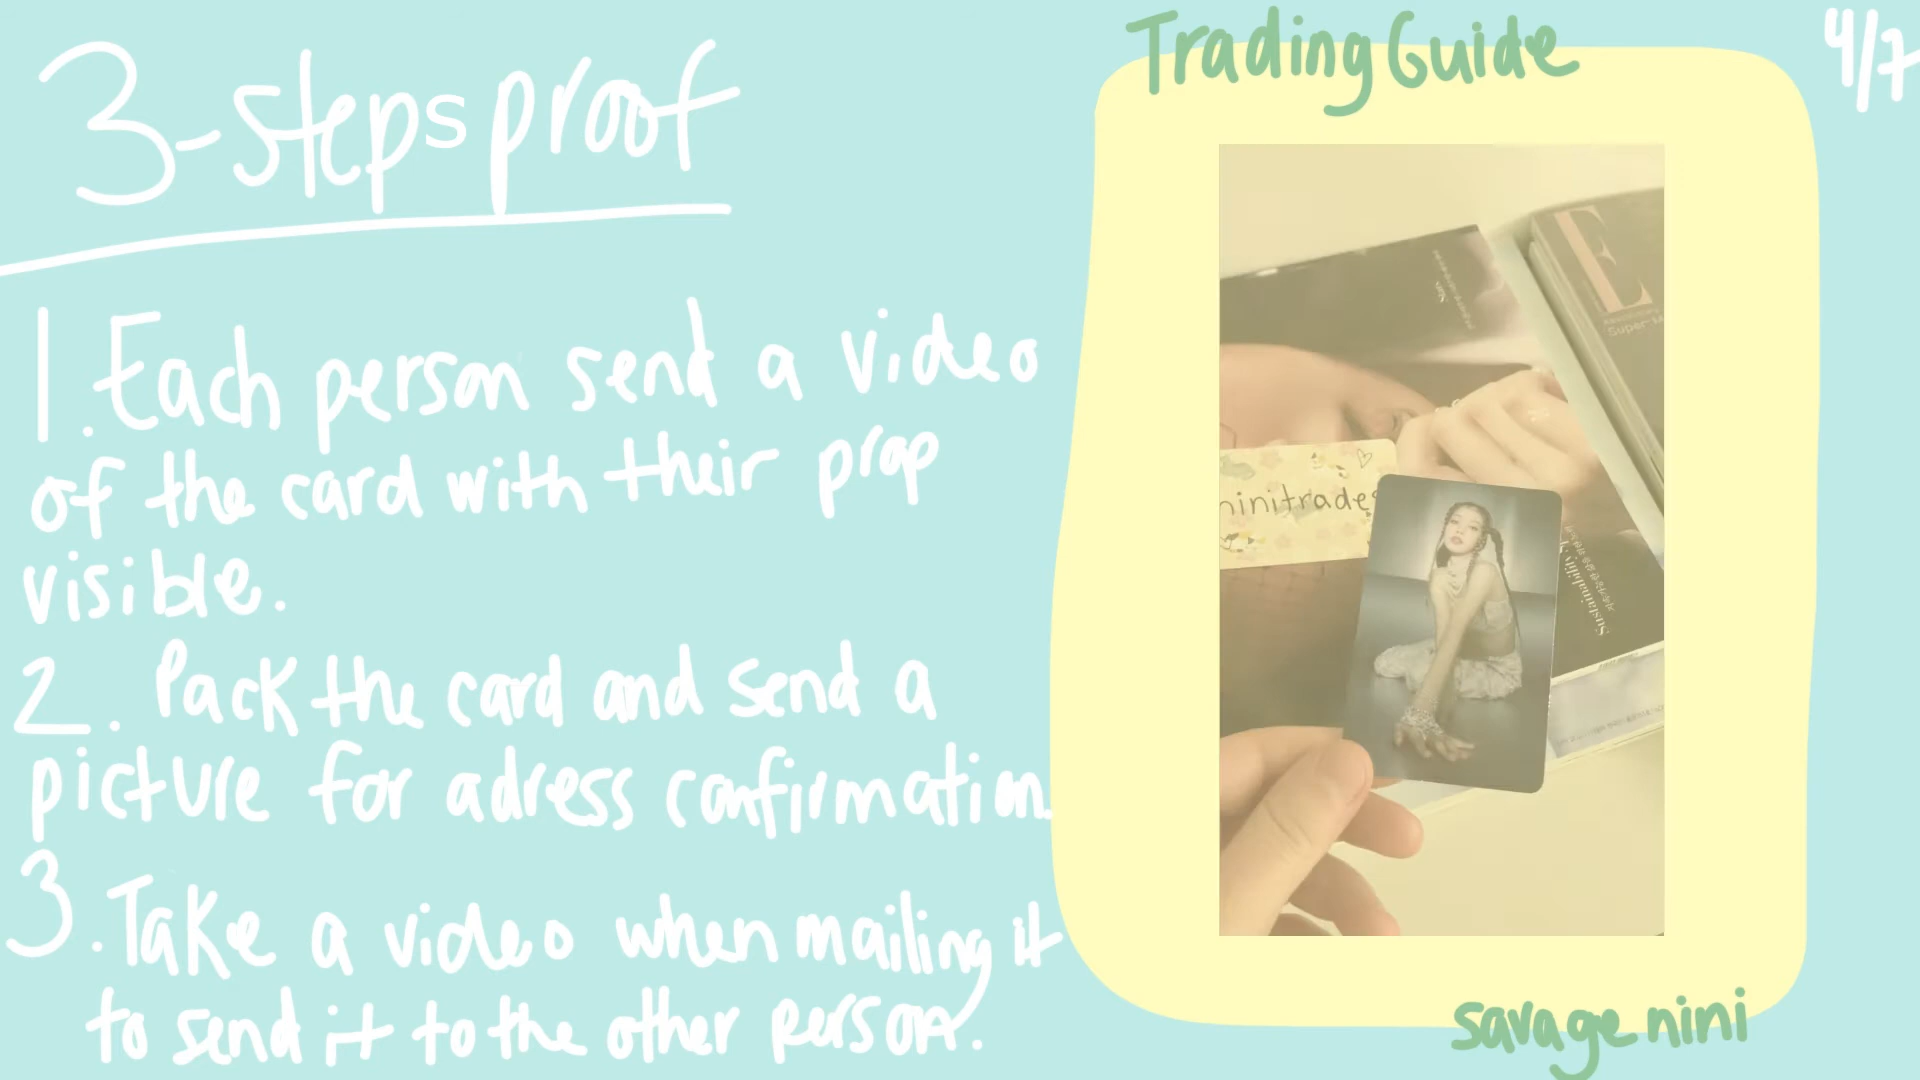 3-steps proof
Trading Guide
4/7
1. Each person send a video
of the card with their prop
visible.
2. Pack the card and send a
picture for adress confirmation.
3. Take a video when mailing it
to send it to the other person.
E
Super
ninitrades
Sustainability
savage nini